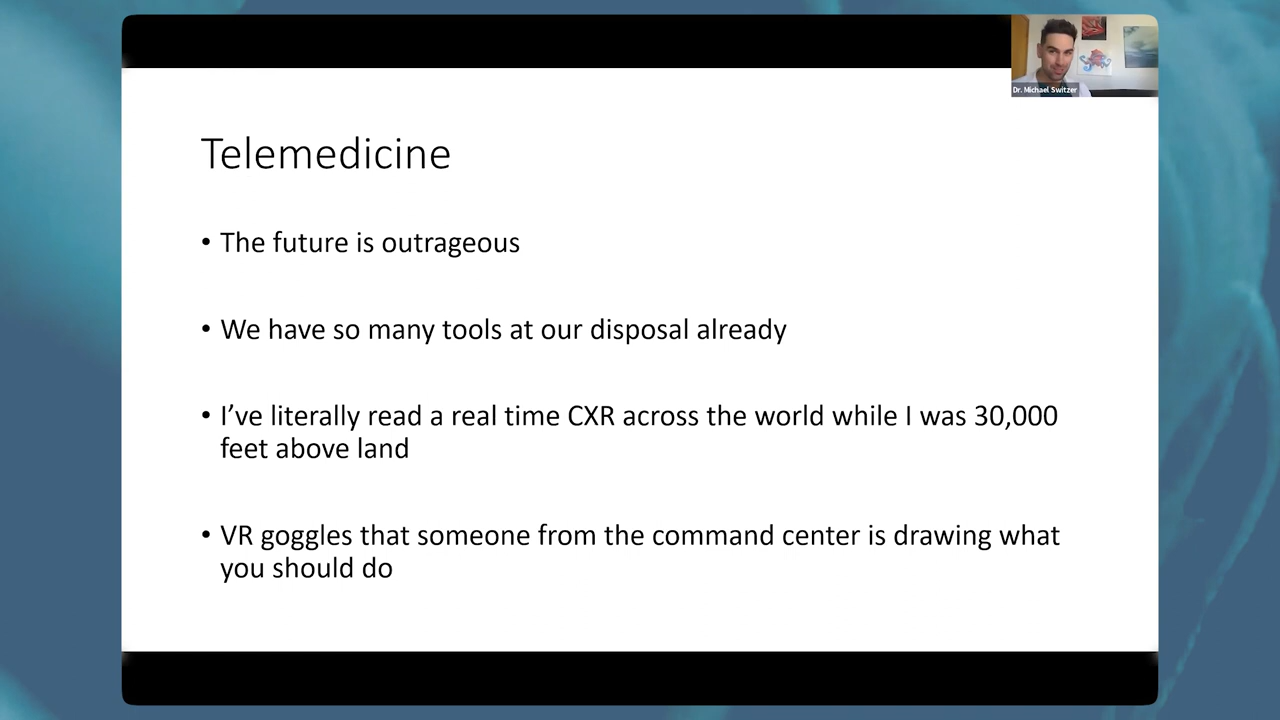 Dr. Michael Switzer
Telemedicine
• The future is outrageous
• We have so many tools at our disposal already
• I’ve literally read a real time CXR across the world while I was 30,000
feet above land
• VR goggles that someone from the command center is drawing what
you should do